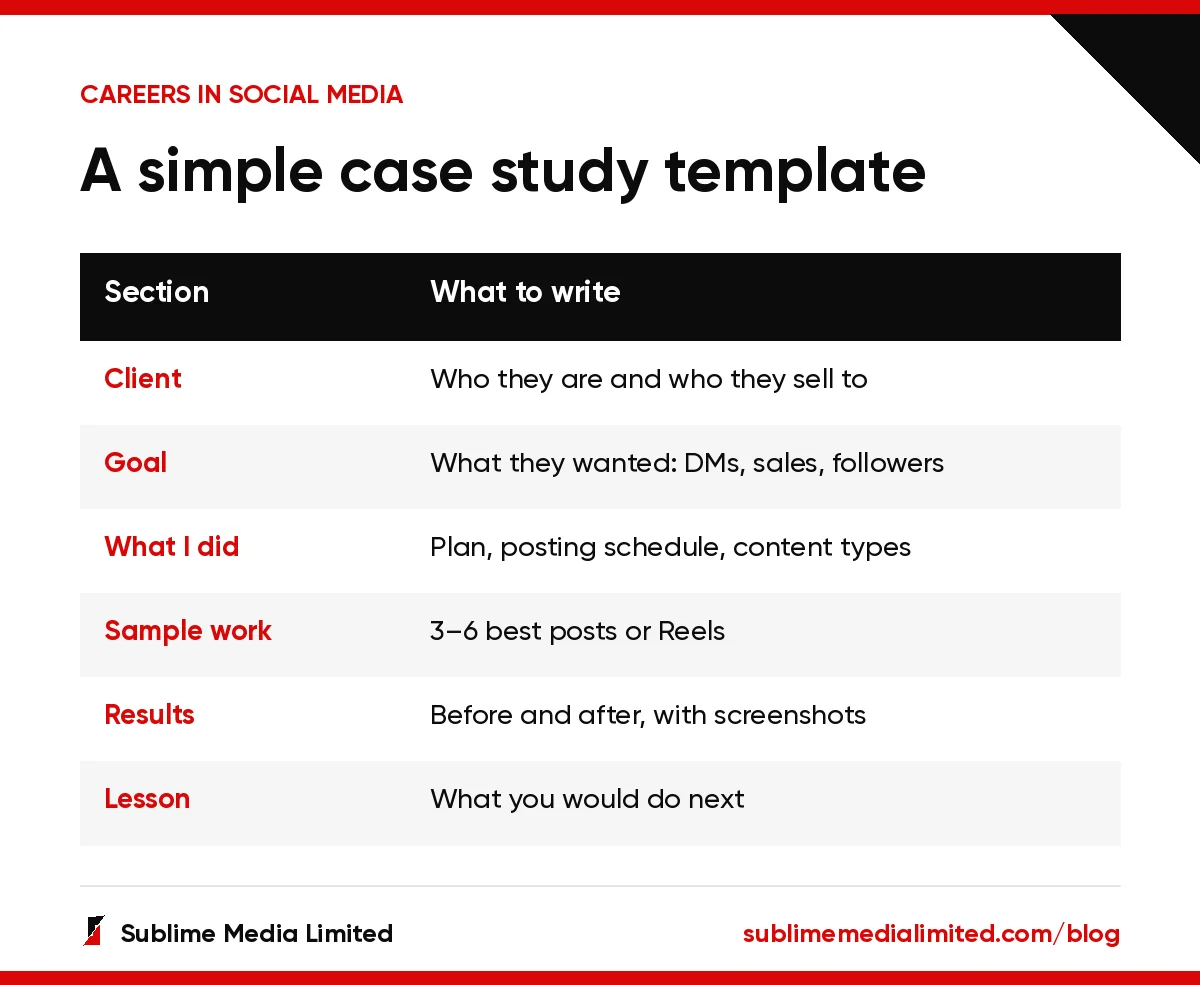 CAREERS IN SOCIAL MEDIA
A simple case study template
Section What to write
Client Who they are and who they sell to
Goal What they wanted: DMs, sales, followers
What I did Plan, posting schedule, content types
Sample work 3–6 best posts or Reels
Results Before and after, with screenshots
Lesson What you would do next
Sublime Media Limited sublimemedialimited.com/blog